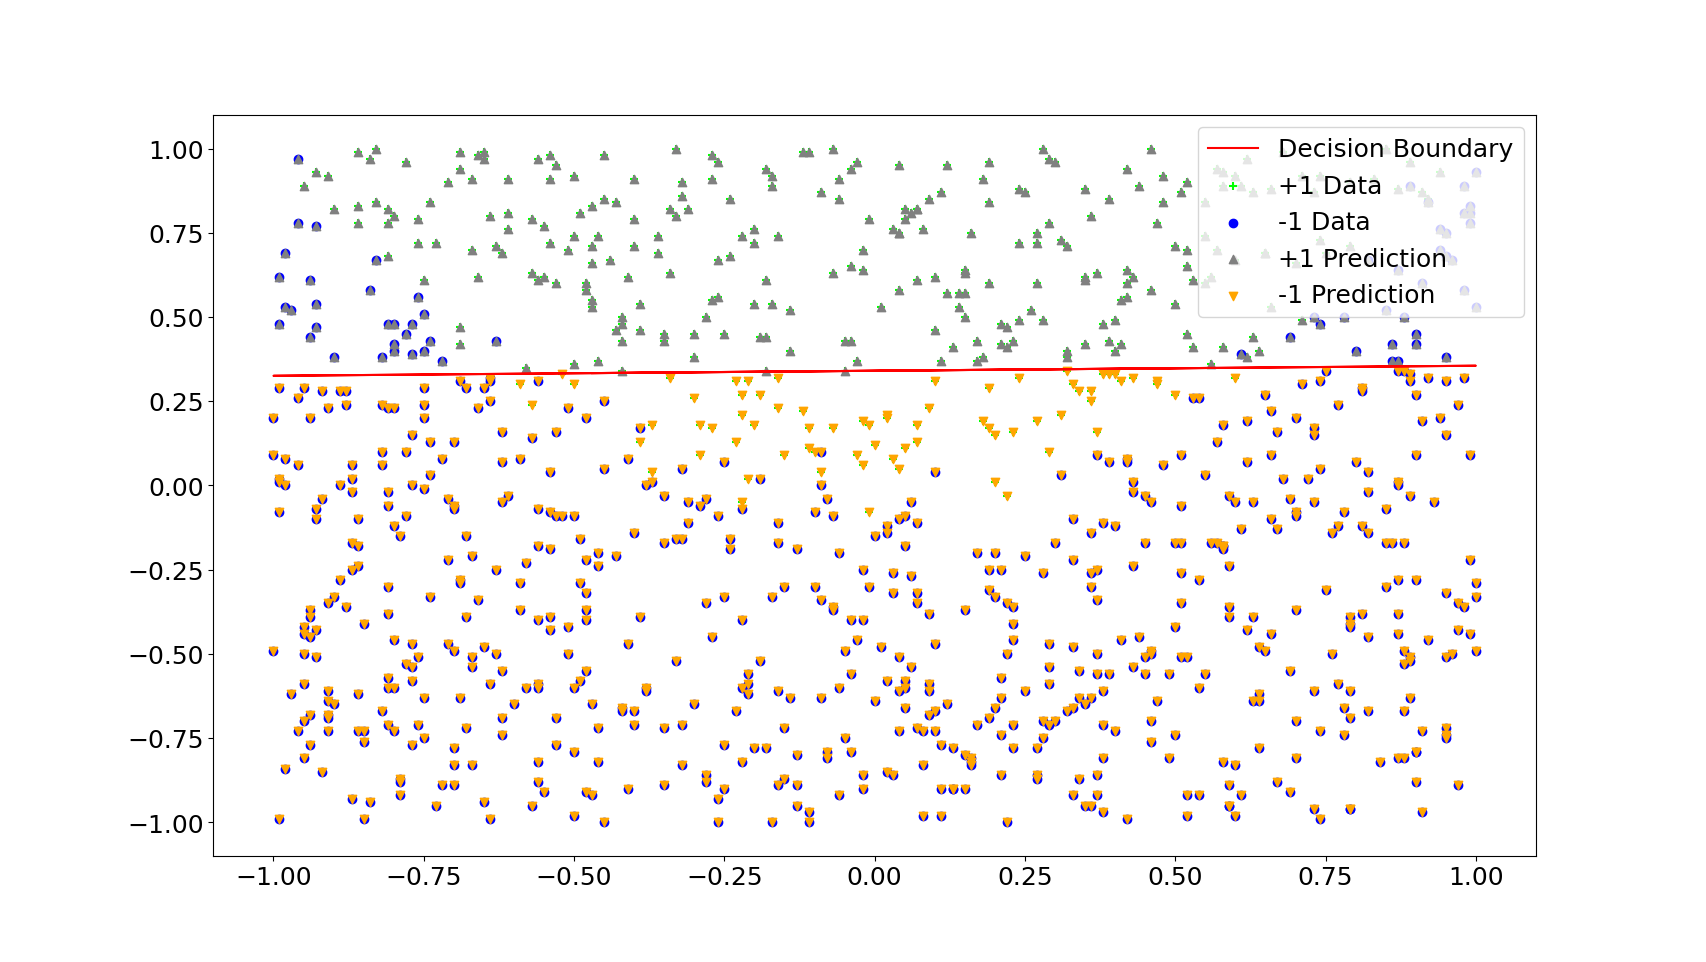 Decision Boundary
+1 Data
-1 Data
+1 Prediction
-1 Prediction
1.00
0.75
0.50
0.25
0.00
−0.25
−0.50
−0.75
−1.00
−1.00 −0.75 −0.50 −0.25 0.00 0.25 0.50 0.75 1.00